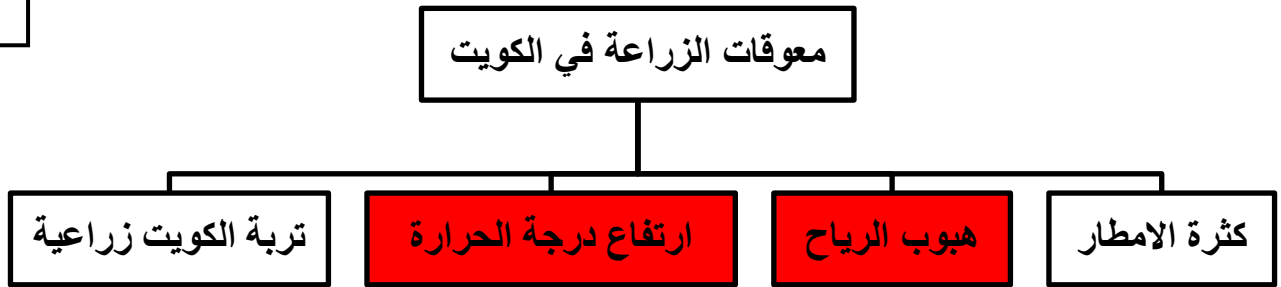 معوقات الزراعة في الكويت
كثرة الامطار
هبوب الرياح
ارتفاع درجة الحرارة
تربة الكويت زراعية